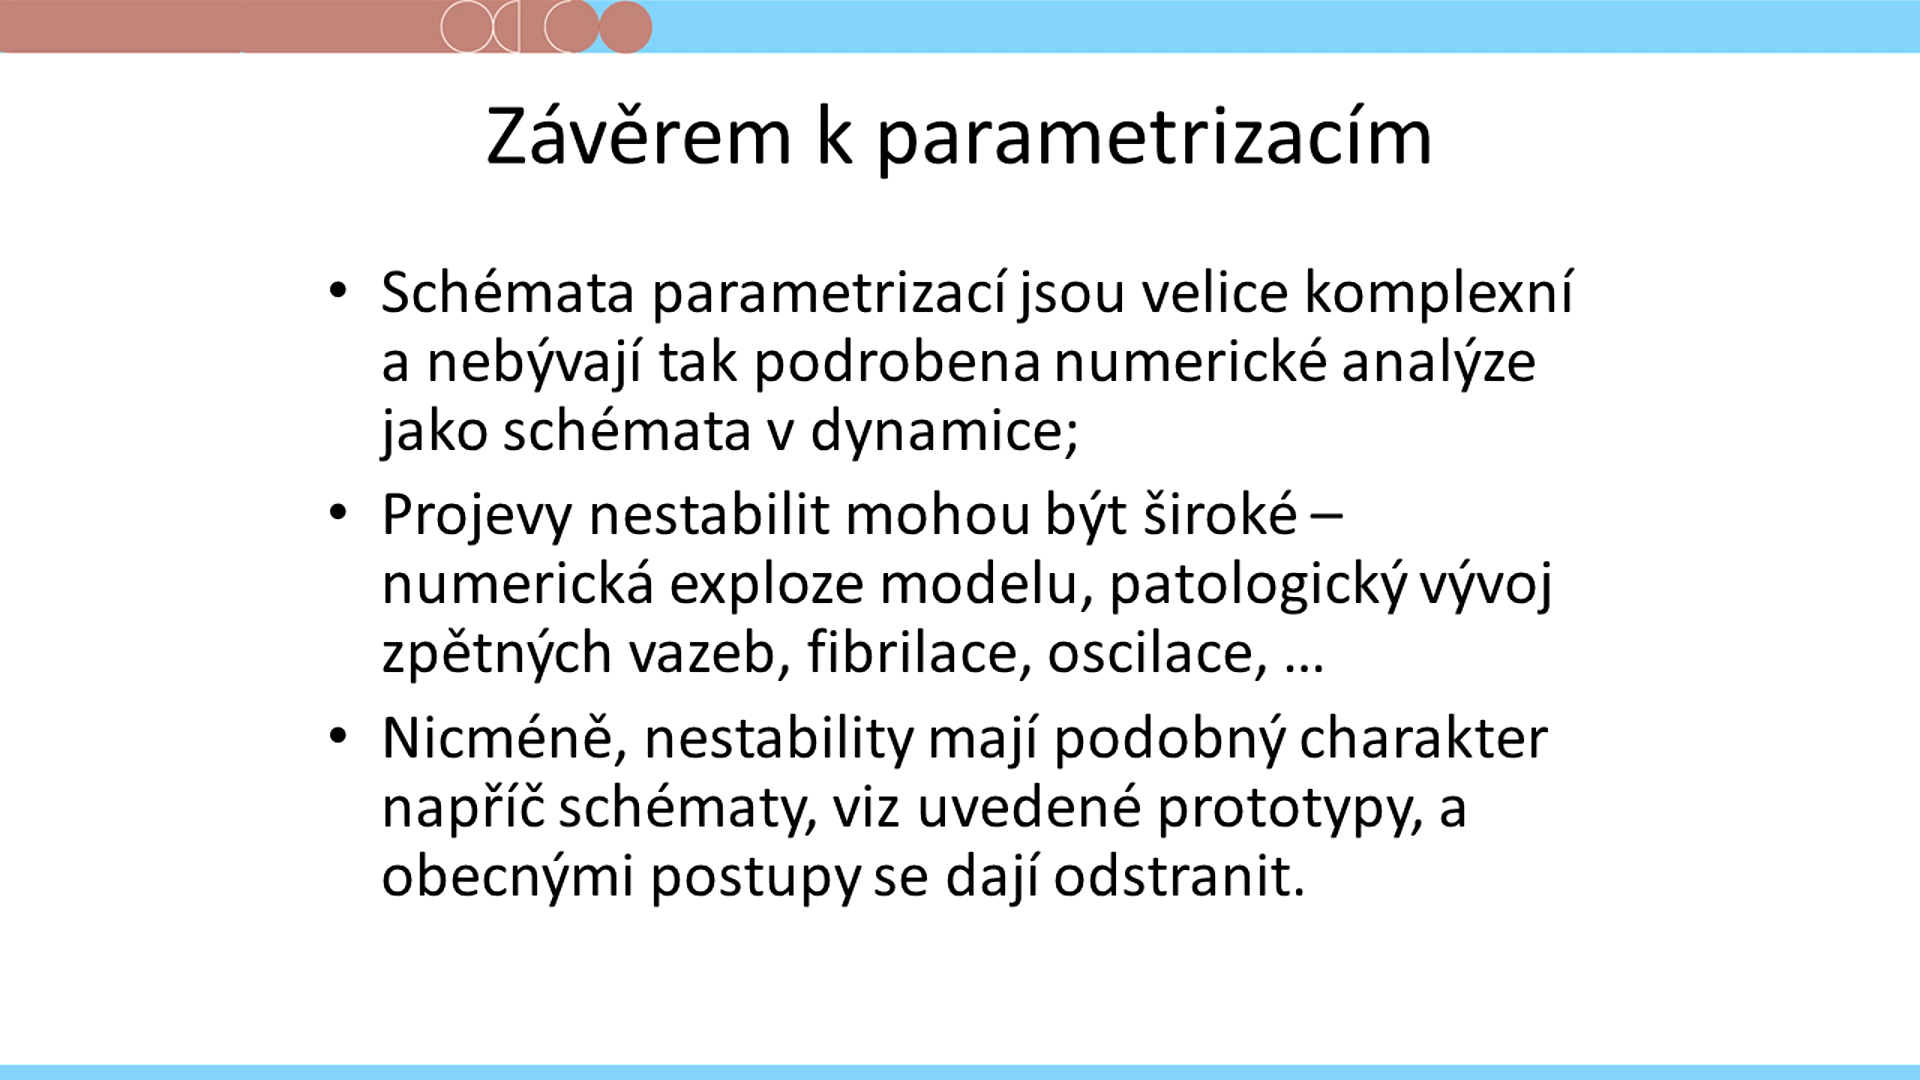 Závěrem k parametrizacím
• Schémata parametrizací jsou velice komplexní
a nebývají tak podrobena numerické analýze
jako schémata v dynamice;
• Projevy nestabilit mohou být široké –
numerická exploze modelu, patologický vývoj
zpětných vazeb, fibrilace, oscilace, …
• Nicméně, nestability mají podobný charakter
napříč schématy, viz uvedené prototypy, a
obecnými postupy se dají odstranit.